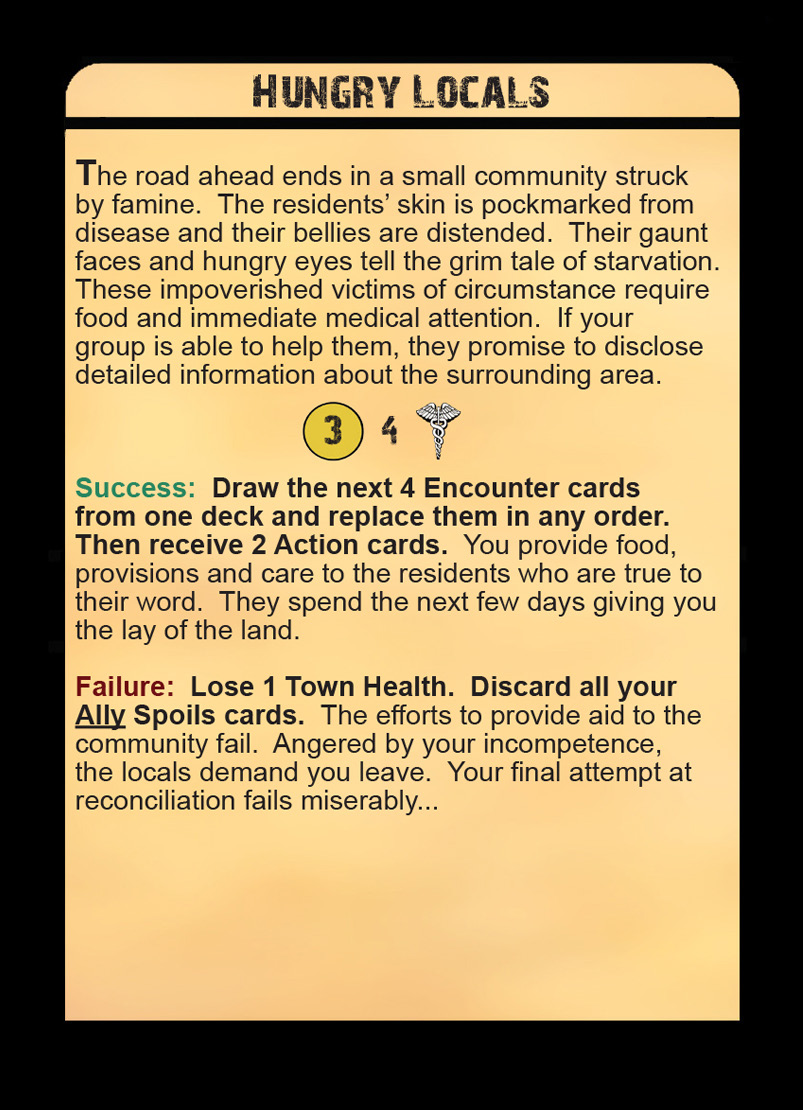 HUNGRY LOCALS
The road ahead ends in a small community struck
by famine.  The residents’ skin is pockmarked from
disease and their bellies are distended.  Their gaunt
faces and hungry eyes tell the grim tale of starvation.
These impoverished victims of circumstance require
food and immediate medical attention.  If your
group is able to help them, they promise to disclose
detailed information about the surrounding area.
3 4
Success:  Draw the next 4 Encounter cards
from one deck and replace them in any order.
Then receive 2 Action cards.  You provide food,
provisions and care to the residents who are true to
their word.  They spend the next few days giving you
the lay of the land.
Failure:  Lose 1 Town Health.  Discard all your
Ally Spoils cards.  The efforts to provide aid to the
community fail.  Angered by your incompetence,
the locals demand you leave.  Your final attempt at
reconciliation fails miserably...